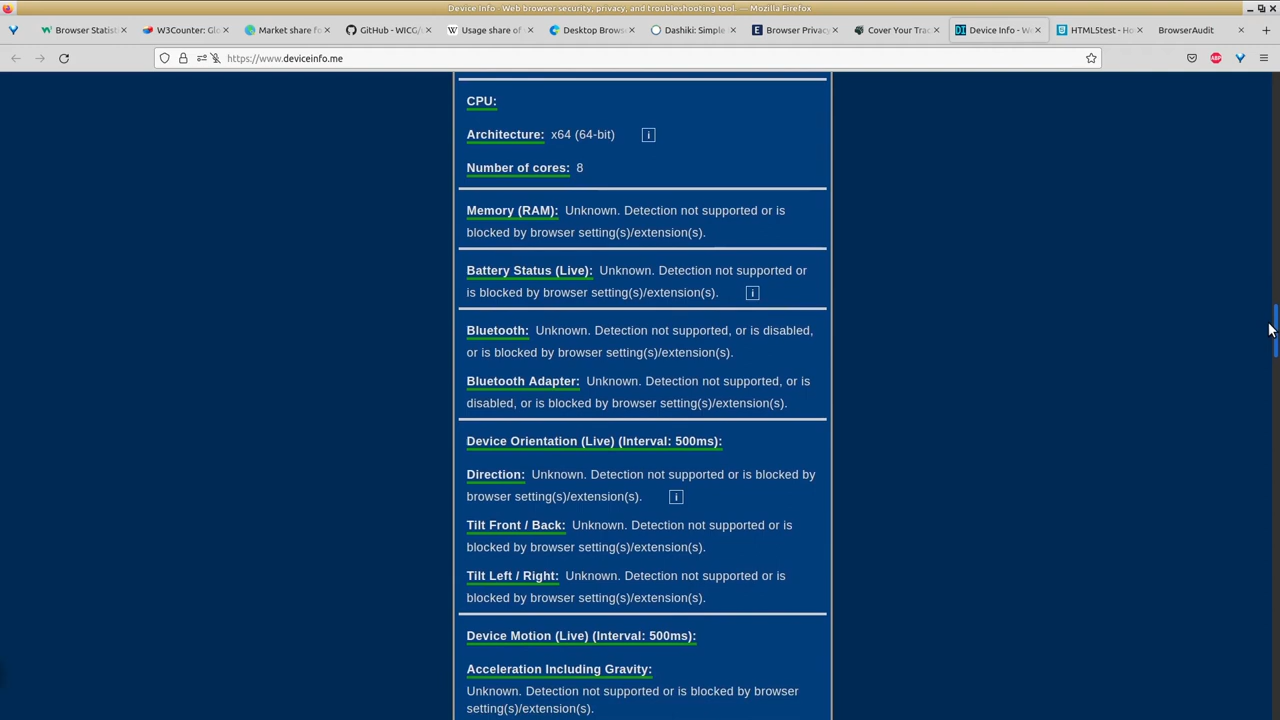 Device Info - Web browser security, privacy, and troubleshooting tool. — Mozilla Firefox
Browser Statist
W3Counter: Glo
Market share fo
GitHub - WICG/
Usage share of
Desktop Brows
Dashiki: Simple
Browser Privac
Cover Your Trac
Device Info - We
HTML5test - Ho
BrowserAudit
https://www.deviceinfo.me
ABP
CPU:
Architecture: x64 (64-bit) i
Number of cores: 8
Memory (RAM): Unknown. Detection not supported or is
blocked by browser setting(s)/extension(s).
Battery Status (Live): Unknown. Detection not supported or
is blocked by browser setting(s)/extension(s). i
Bluetooth: Unknown. Detection not supported, or is disabled,
or is blocked by browser setting(s)/extension(s).
Bluetooth Adapter: Unknown. Detection not supported, or is
disabled, or is blocked by browser setting(s)/extension(s).
Device Orientation (Live) (Interval: 500ms):
Direction: Unknown. Detection not supported or is blocked by
browser setting(s)/extension(s). i
Tilt Front / Back: Unknown. Detection not supported or is
blocked by browser setting(s)/extension(s).
Tilt Left / Right: Unknown. Detection not supported or is
blocked by browser setting(s)/extension(s).
Device Motion (Live) (Interval: 500ms):
Acceleration Including Gravity:
Unknown. Detection not supported or is blocked by browser
setting(s)/extension(s).